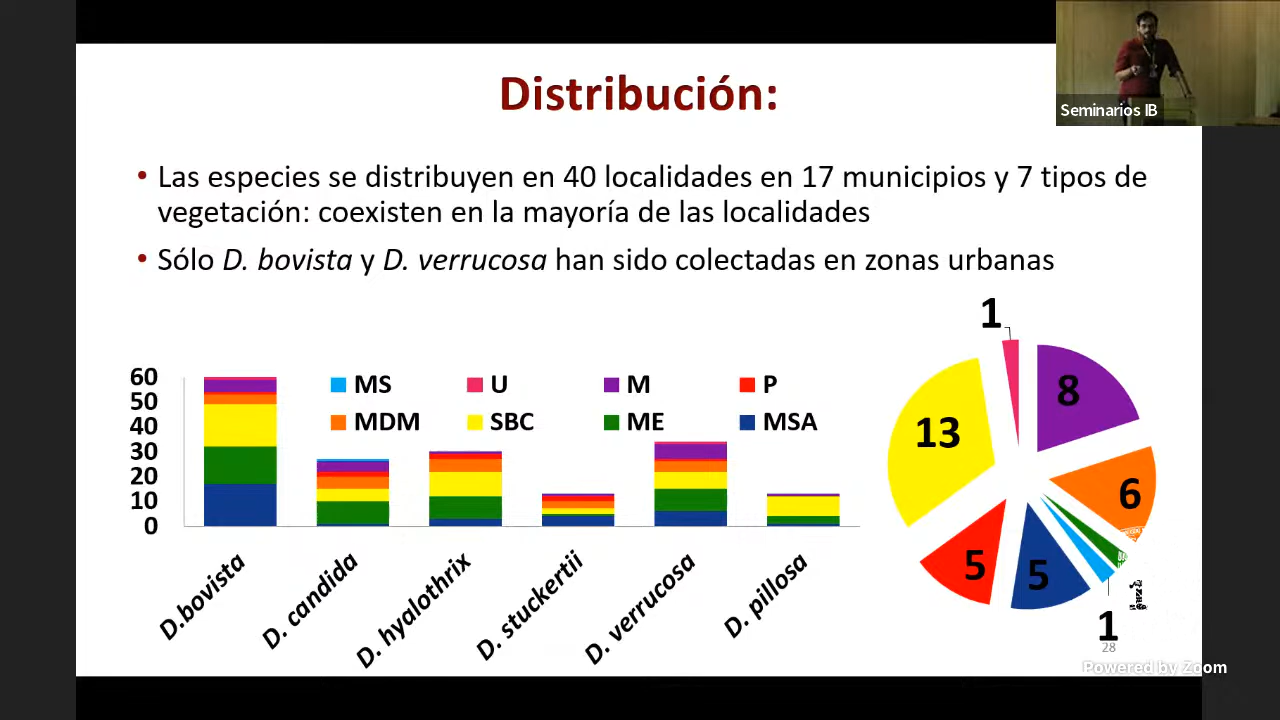 Distribución:
Seminarios IB
• Las especies se distribuyen en 40 localidades en 17 municipios y 7 tipos de
vegetación: coexisten en la mayoría de las localidades
• Sólo D. bovista y D. verrucosa han sido colectadas en zonas urbanas
60
50
40
30
20
10
0
MS U M P
MDM SBC ME MSA
D.bovista
D. candida
D. hyalothrix
D. stuckertii
D. verrucosa
D. pillosa
1
8
13
6
5
5
1
28
Powered by Zoom